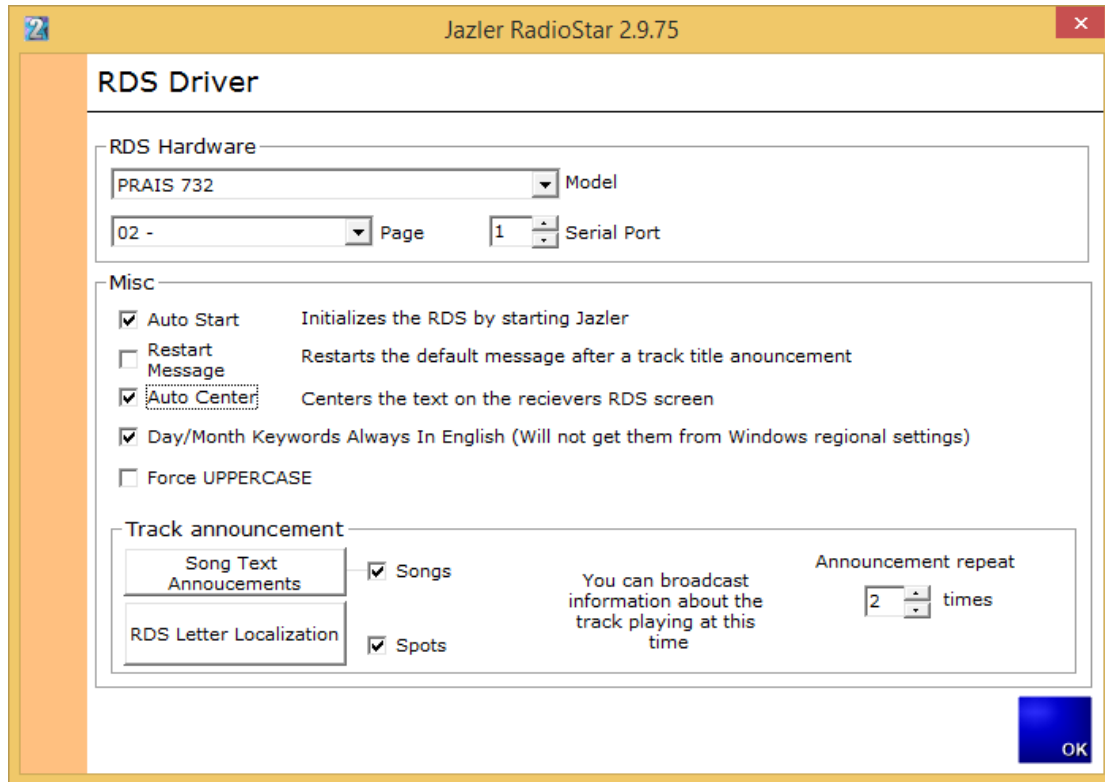 2
Jazler RadioStar 2.9.75
RDS Driver
RDS Hardware
PRAIS 732 Model
02 - Page 1 Serial Port
Misc
Auto Start Initializes the RDS by starting Jazler
Restart
Message
Restarts the default message after a track title anouncement
Auto Center Centers the text on the recievers RDS screen
Day/Month Keywords Always In English (Will not get them from Windows regional settings)
Force UPPERCASE
Track announcement
Song Text
Annoucements
Songs
RDS Letter Localization
Spots
You can broadcast
information about the
track playing at this
time
Announcement repeat
2 times
OK